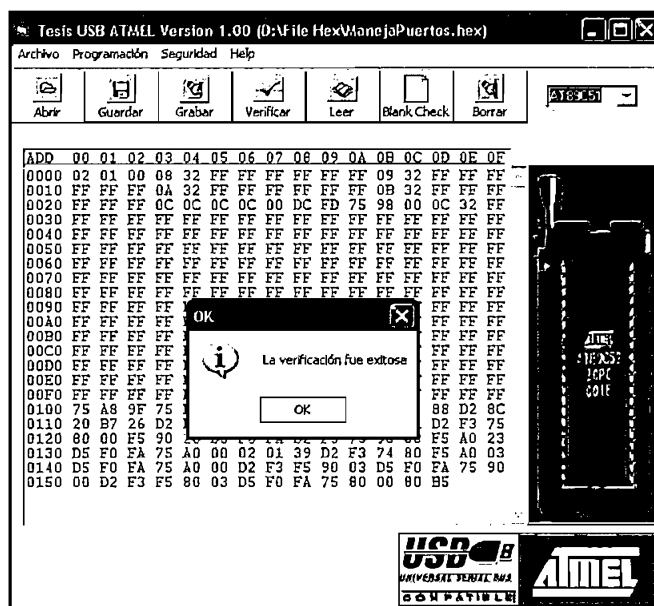 Tesis USB ATMEL Version 1.00 (D:\File Hex\ManejaPuertos.hex)
Archivo Programación Seguridad Help
Abrir Guardar Grabar Verificar Leer Blank Check Borrar
AT89C51
ADD 00 01 02 03 04 05 06 07 08 09 0A 0B 0C 0D 0E 0F
0000 02 01 00 08 32 FF FF FF FF FF FF 09 32 FF FF FF
0010 FF FF FF 0A 32 FF FF FF FF FF FF 0B 32 FF FF FF
0020 FF FF FF 0C 0C 0C 0C 00 DC FD 75 98 00 0C 32 FF
0030 FF FF FF FF FF FF FF FF FF FF FF FF FF FF FF FF
0040 FF FF FF FF FF FF FF FF FF FF FF FF FF FF FF FF
0050 FF FF FF FF FF FF FF FF FF FF FF FF FF FF FF FF
0060 FF FF FF FF FF FF FF FF FF FF FF FF FF FF FF FF
0070 FF FF FF FF FF FF FF FF FF FF FF FF FF FF FF FF
0080 FF FF FF FF FF FF FF FF FF FF FF FF FF FF FF FF
0090 FF FF FF FF FF
00A0 FF FF FF FF FF
00B0 FF FF FF FF FF
00C0 FF FF FF FF FF
00D0 FF FF FF FF FF
00E0 FF FF FF FF FF
00F0 FF FF FF FF FF
0100 75 A8 9F 75 88 D2 8C
0110 20 B7 26 D2 D2 F3 75
0120 80 00 F5 90 F5 A0 23
0130 D5 F0 FA 75 A0 00 02 01 39 D2 F3 74 80 F5 A0 03
0140 D5 F0 FA 75 A0 00 D2 F3 F5 90 03 D5 F0 FA 75 90
0150 00 D2 F3 F5 80 03 D5 F0 FA 75 80 00 80 B5
OK
La verificación fue exitosa
OK
ATMEL
USB
UNIVERSAL SERIAL BUS
COMPATIBLE
ATMEL